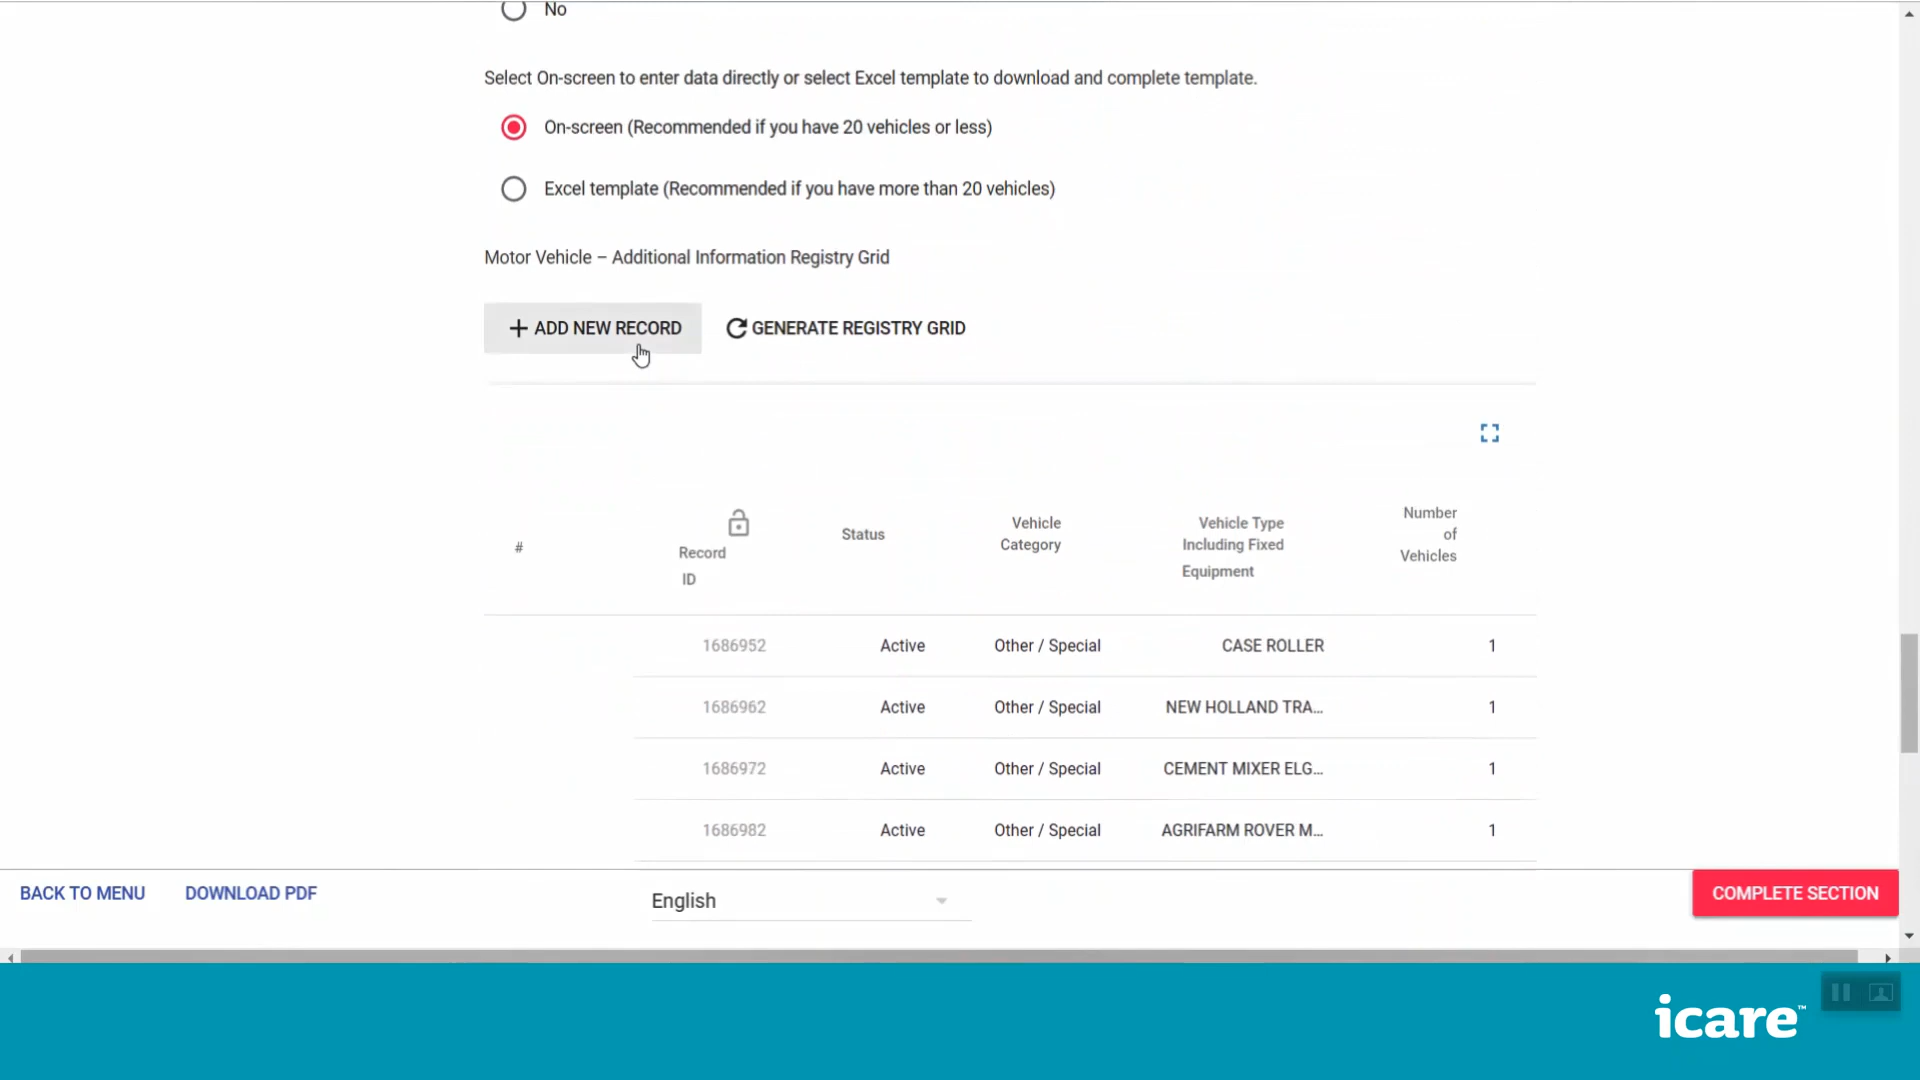 No
Select On-screen to enter data directly or select Excel template to download and complete template.
On-screen (Recommended if you have 20 vehicles or less)
Excel template (Recommended if you have more than 20 vehicles)
Motor Vehicle – Additional Information Registry Grid
+ ADD NEW RECORD GENERATE REGISTRY GRID
# Record ID Status Vehicle Category Vehicle Type Including Fixed Equipment Number of Vehicles
1686952 Active Other / Special CASE ROLLER 1
1686962 Active Other / Special NEW HOLLAND TRA... 1
1686972 Active Other / Special CEMENT MIXER ELG... 1
1686982 Active Other / Special AGRIFARM ROVER M... 1
BACK TO MENU DOWNLOAD PDF English COMPLETE SECTION
icare™